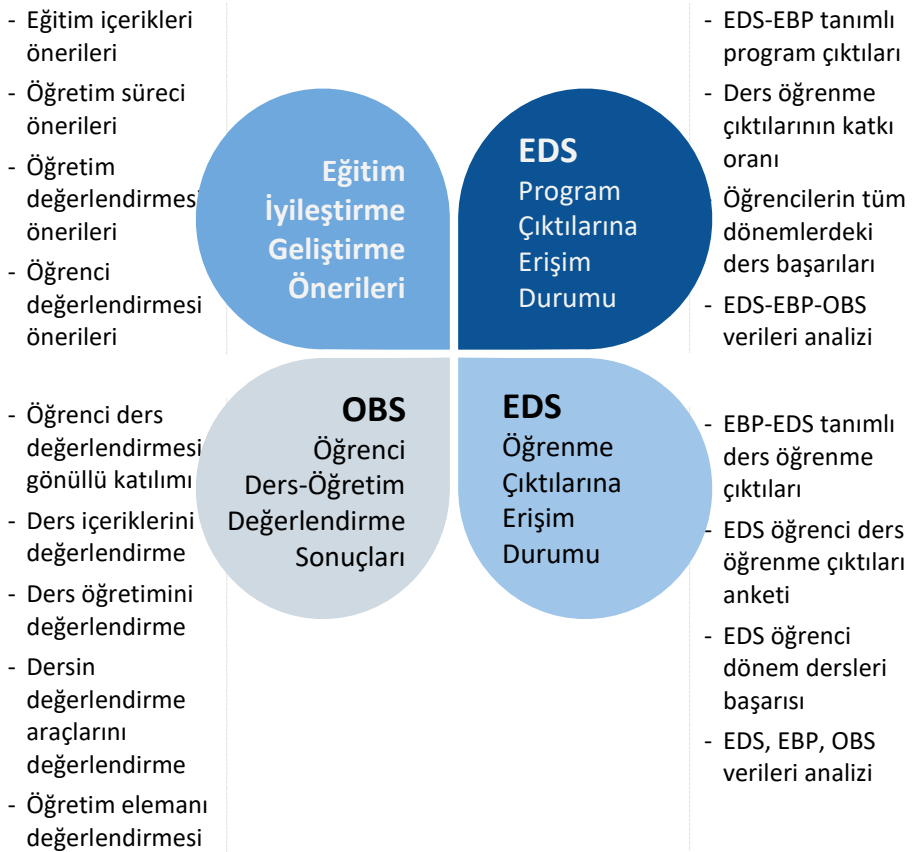 - Eğitim içerikleri
önerileri
- Öğretim süreci
önerileri
- Öğretim
değerlendirmesi
önerileri
- Öğrenci
değerlendirmesi
önerileri
Eğitim
İyileştirme
Geliştirme
Önerileri
EDS
Program
Çıktılarına
Erişim
Durumu
- EDS-EBP tanımlı
program çıktıları
- Ders öğrenme
çıktılarının katkı
oranı
Öğrencilerin tüm
dönemlerdeki
ders başarıları
- EDS-EBP-OBS
verileri analizi
- Öğrenci ders
değerlendirmesi
gönüllü katılımı
- Ders içeriklerini
değerlendirme
- Ders öğretimini
değerlendirme
- Dersin
değerlendirme
araçlarını
değerlendirme
- Öğretim elemanı
değerlendirmesi
OBS
Öğrenci
Ders-Öğretim
Değerlendirme
Sonuçları
EDS
Öğrenme
Çıktılarına
Erişim
Durumu
- EBP-EDS tanımlı
ders öğrenme
çıktıları
- EDS öğrenci ders
öğrenme çıktıları
anketi
- EDS öğrenci
dönem dersleri
başarısı
- EDS, EBP, OBS
verileri analizi